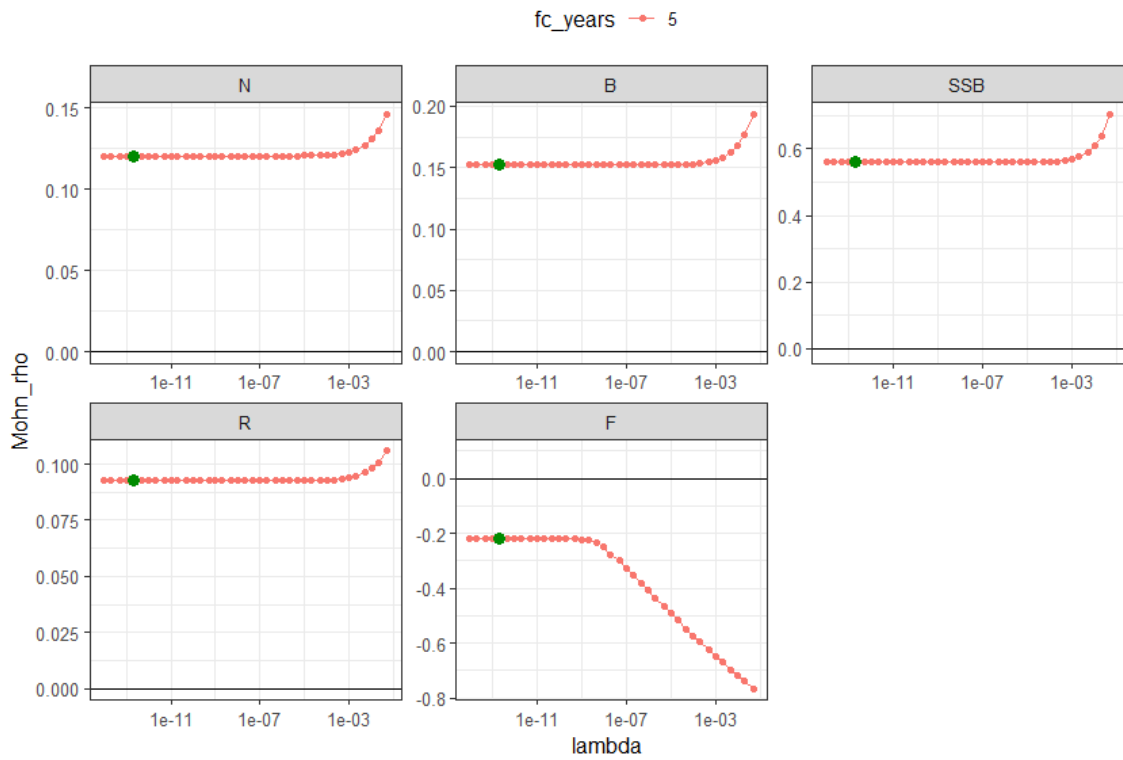 fc_years 5
N B SSB
0.15 0.20
0.10 0.15 0.6
0.05 0.10 0.4
0.00 0.05 0.2
0.00 0.0
1e-11 1e-07 1e-03 1e-11 1e-07 1e-03 1e-11 1e-07 1e-03
Mohn_rho
R F
0.100 0.0
0.075 -0.2
0.050 -0.4
0.025 -0.6
0.000 -0.8
1e-11 1e-07 1e-03 1e-11 1e-07 1e-03
lambda